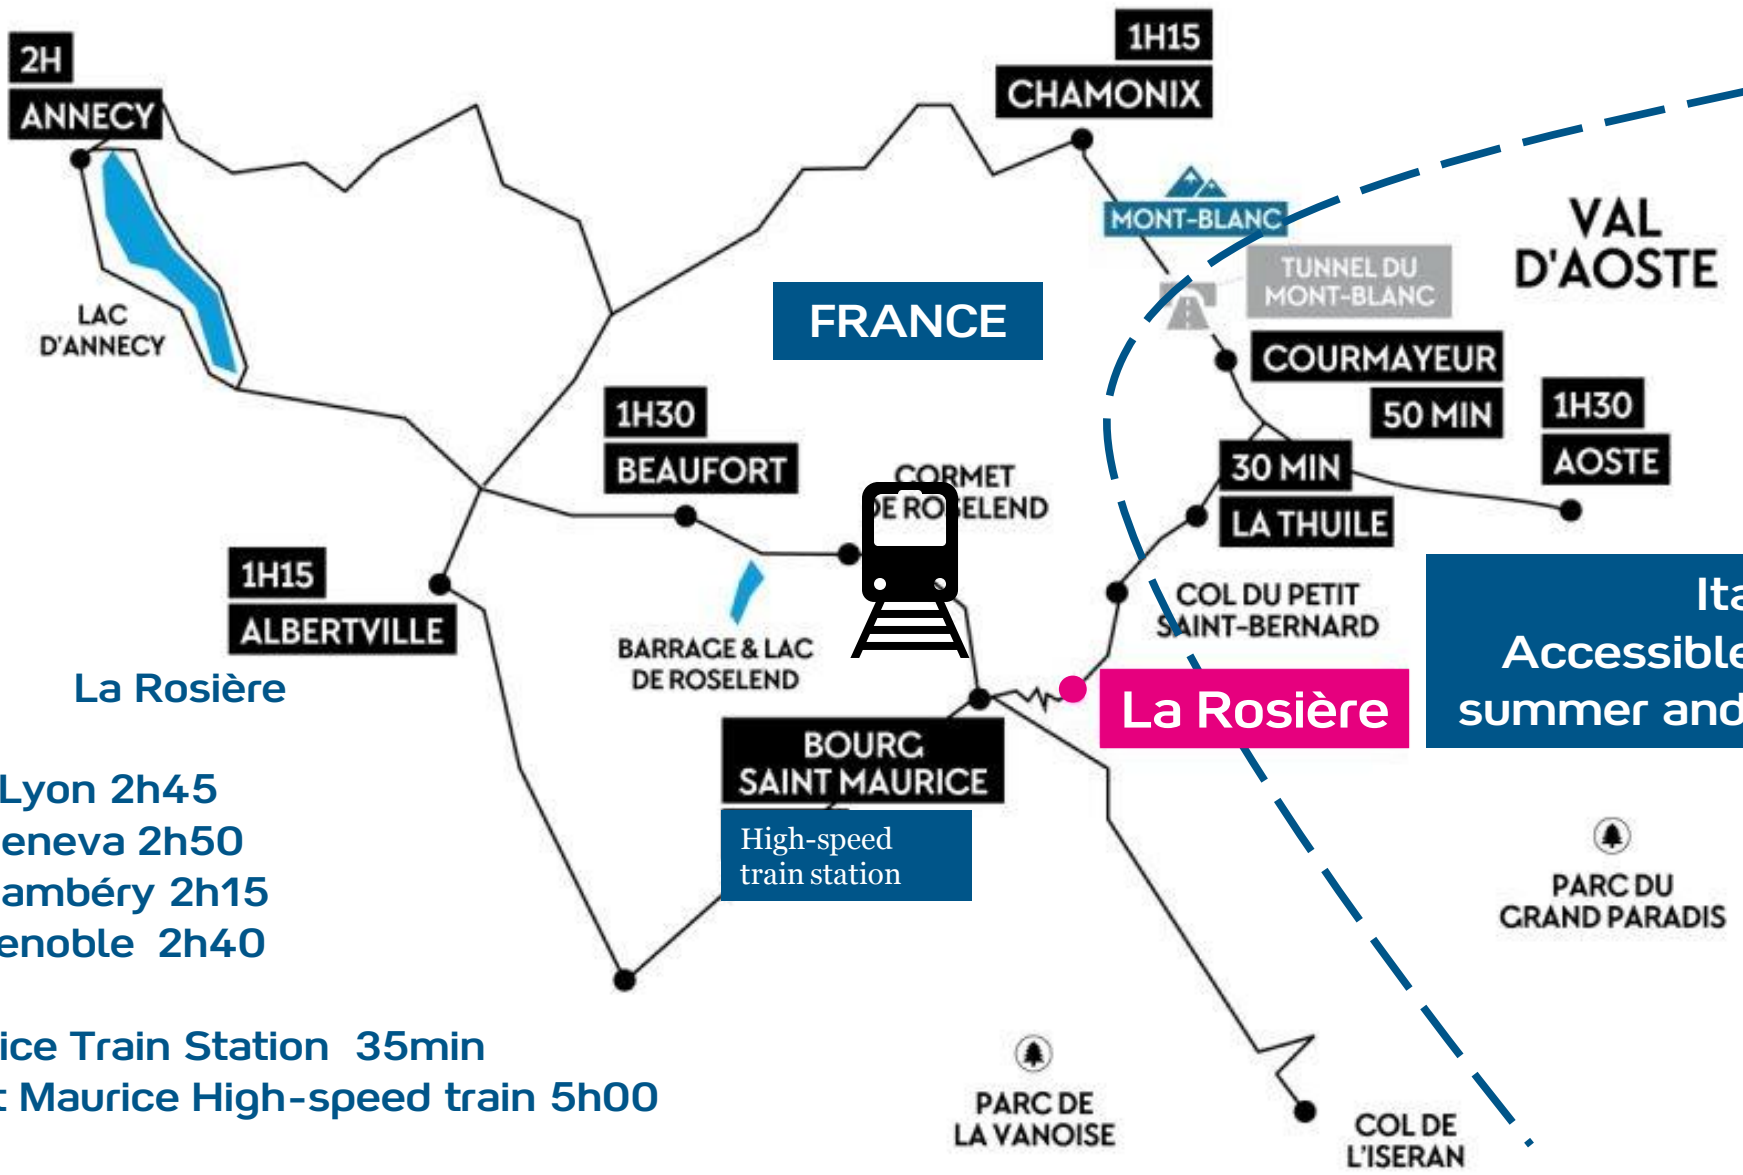 2H
ANNECY
1H15
CHAMONIX
MONT-BLANC
TUNNEL DU
MONT-BLANC
VAL
D'AOSTE
LAC
D'ANNECY
FRANCE
COURMAYEUR
50 MIN
1H30
AOSTE
1H30
BEAUFORT
CORMET
DE ROSELEND
30 MIN
LA THUILE
1H15
ALBERTVILLE
BARRAGE & LAC
DE ROSELEND
COL DU PETIT
SAINT-BERNARD
Ita
Accessible
summer and
La Rosière
La Rosière
BOURG
SAINT MAURICE
High-speed
train station
Lyon 2h45
eneva 2h50
ambéry 2h15
enoble 2h40
ice Train Station 35min
t Maurice High-speed train 5h00
PARC DU
GRAND PARADIS
PARC DE
LA VANOISE
COL DE
L'ISERAN